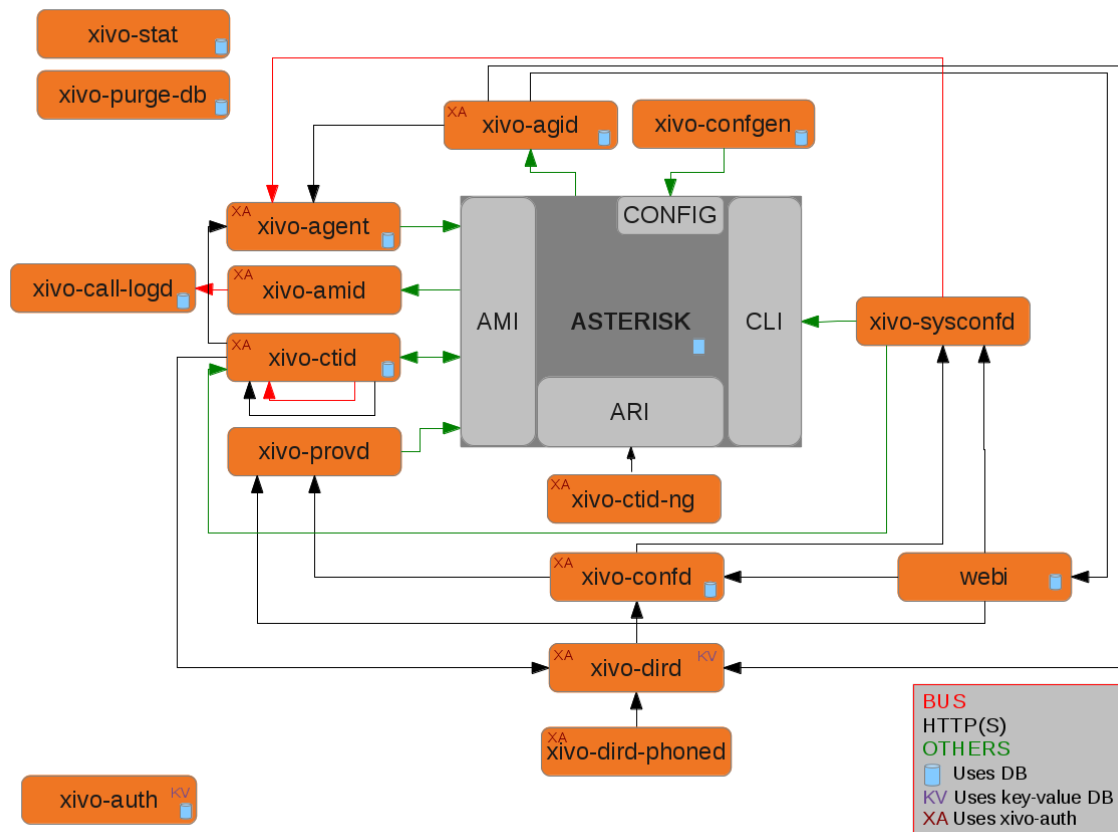 xivo-stat
xivo-purge-db
XA
xivo-agid
xivo-confgen
XA
xivo-agent
CONFIG
xivo-call-logd
XA
xivo-amid
AMI
ASTERISK
CLI
xivo-sysconfd
XA
xivo-ctid
ARI
xivo-provd
XA
xivo-ctid-ng
XA
xivo-confd
webi
XA
xivo-dird
KV
XA
xivo-dird-phoned
xivo-auth
KV
BUS
HTTP(S)
OTHERS
Uses DB
KV Uses key-value DB
XA Uses xivo-auth